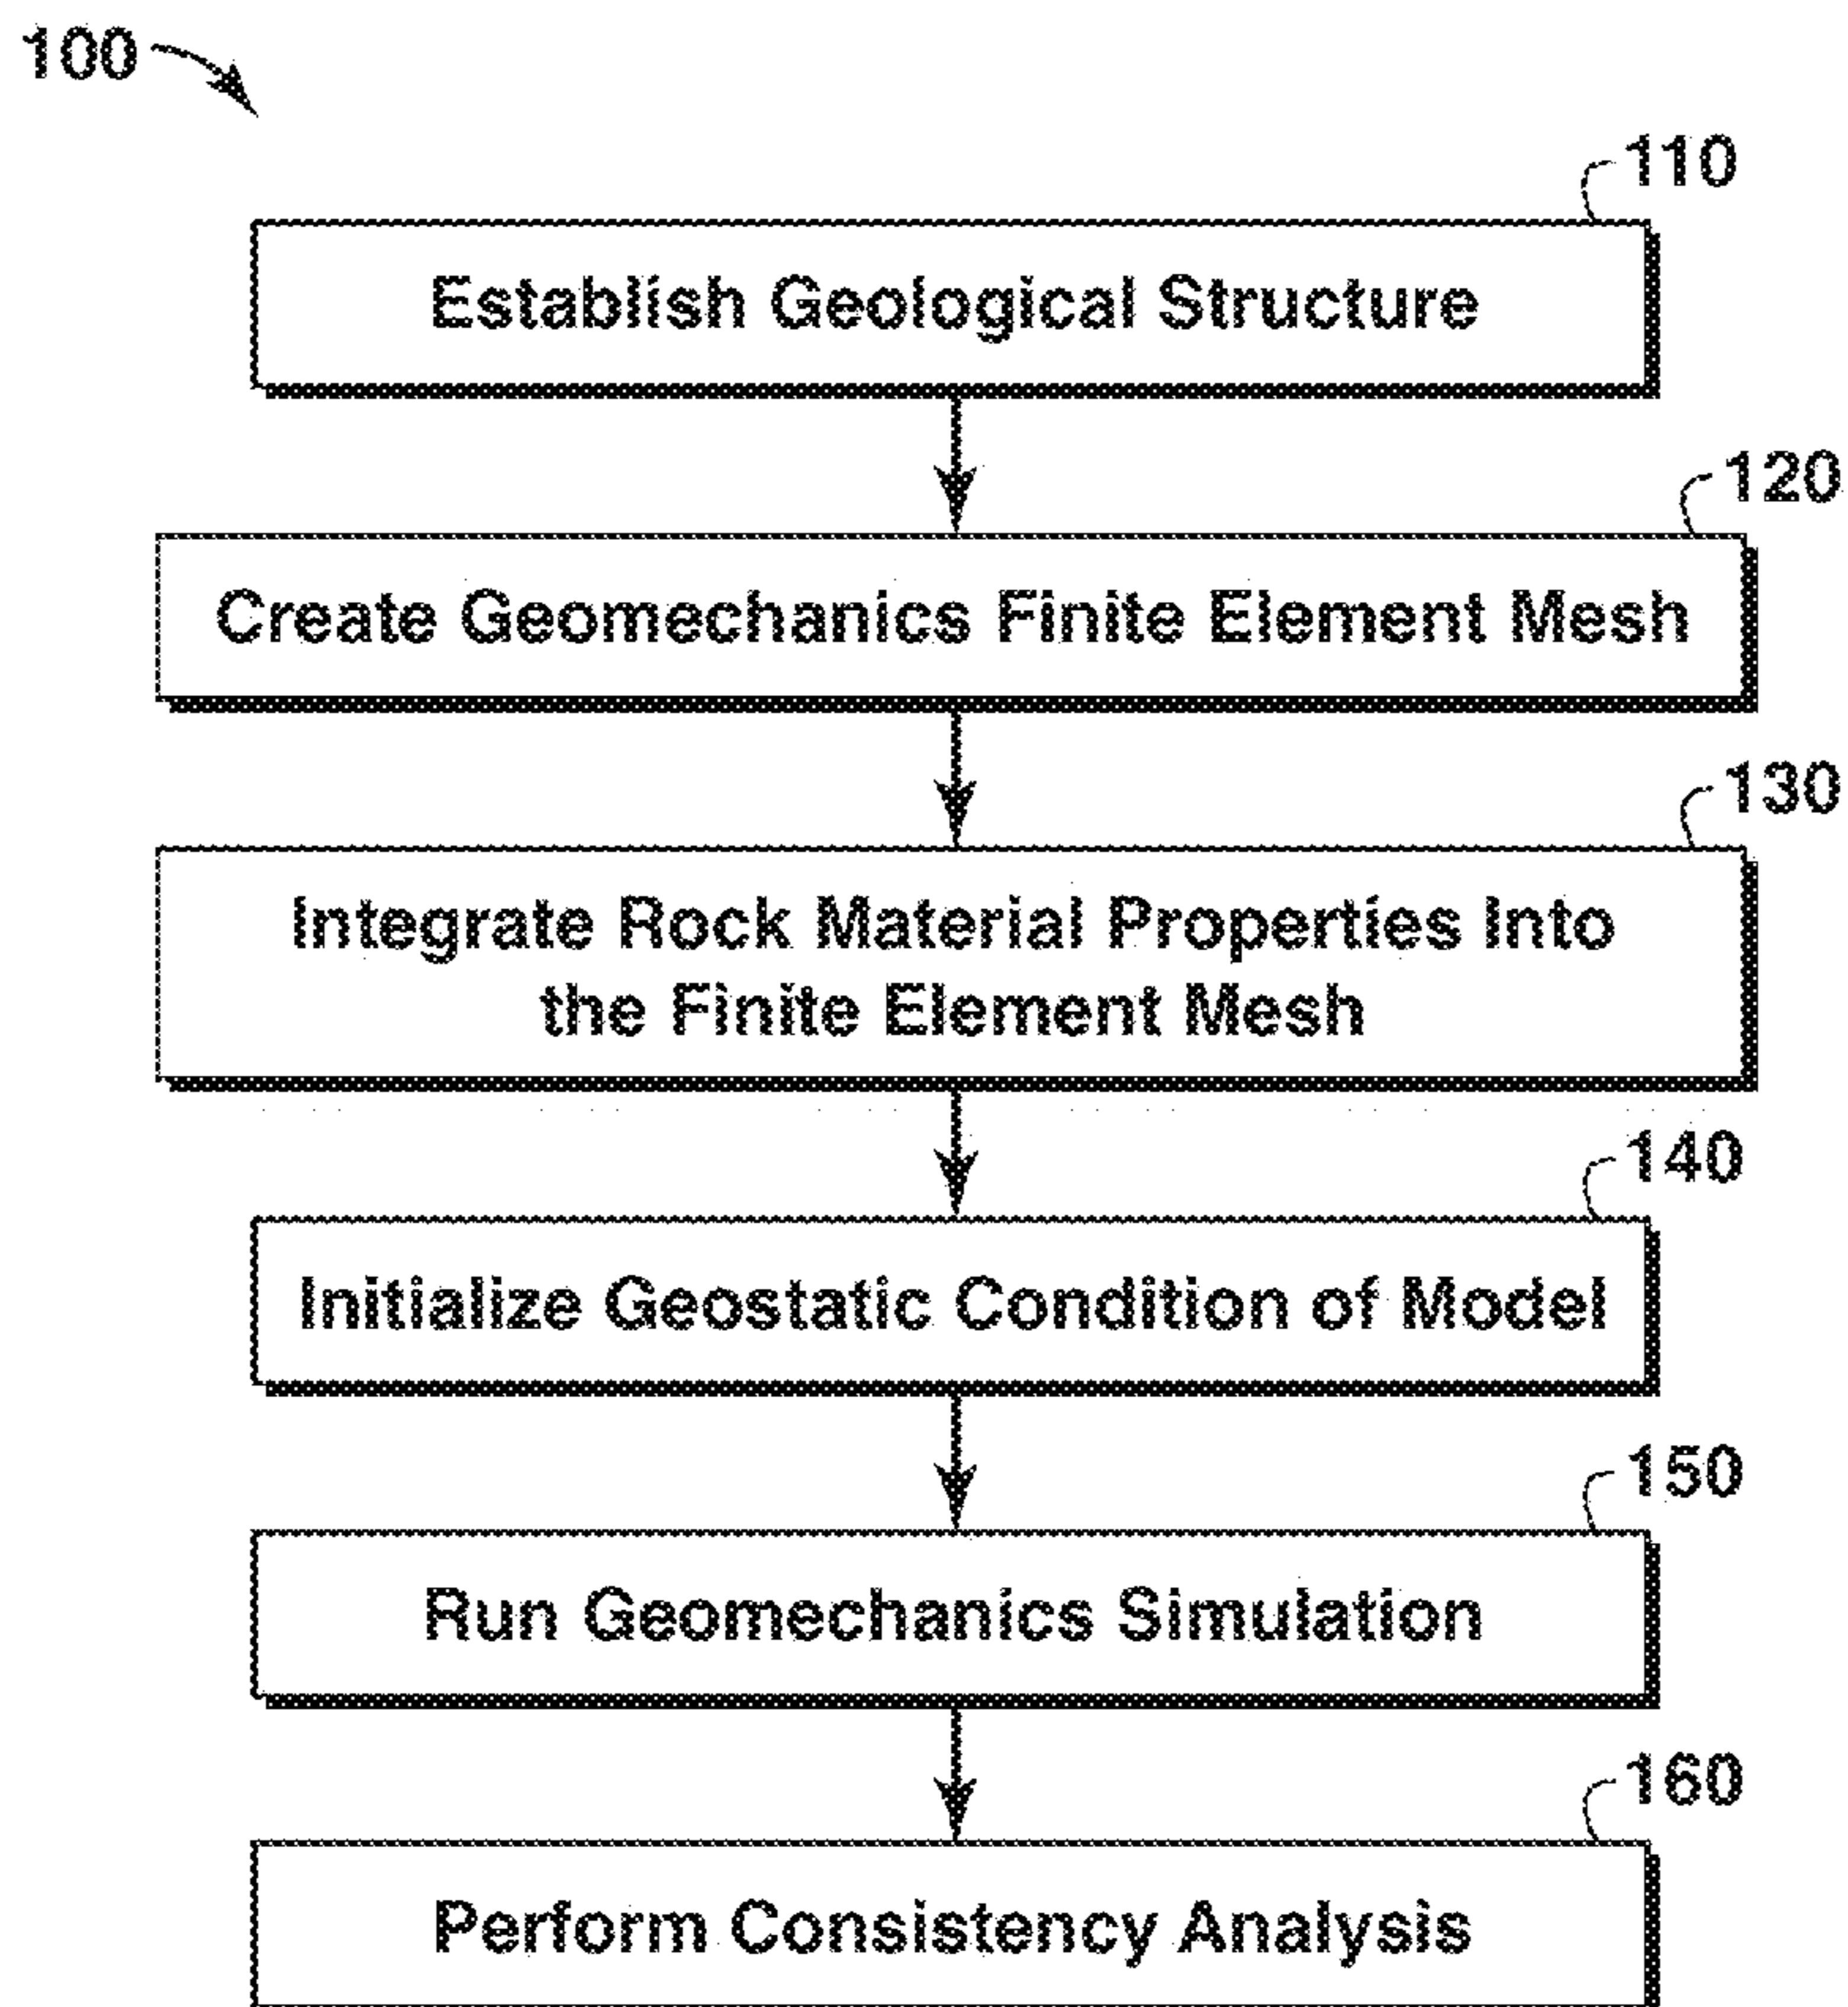 100
110
Establish Geological Structure
120
Create Geomechanics Finite Element Mesh
130
Integrate Rock Material Properties Into
the Finite Element Mesh
140
Initialize Geostatic Condition of Model
150
Run Geomechanics Simulation
160
Perform Consistency Analysis